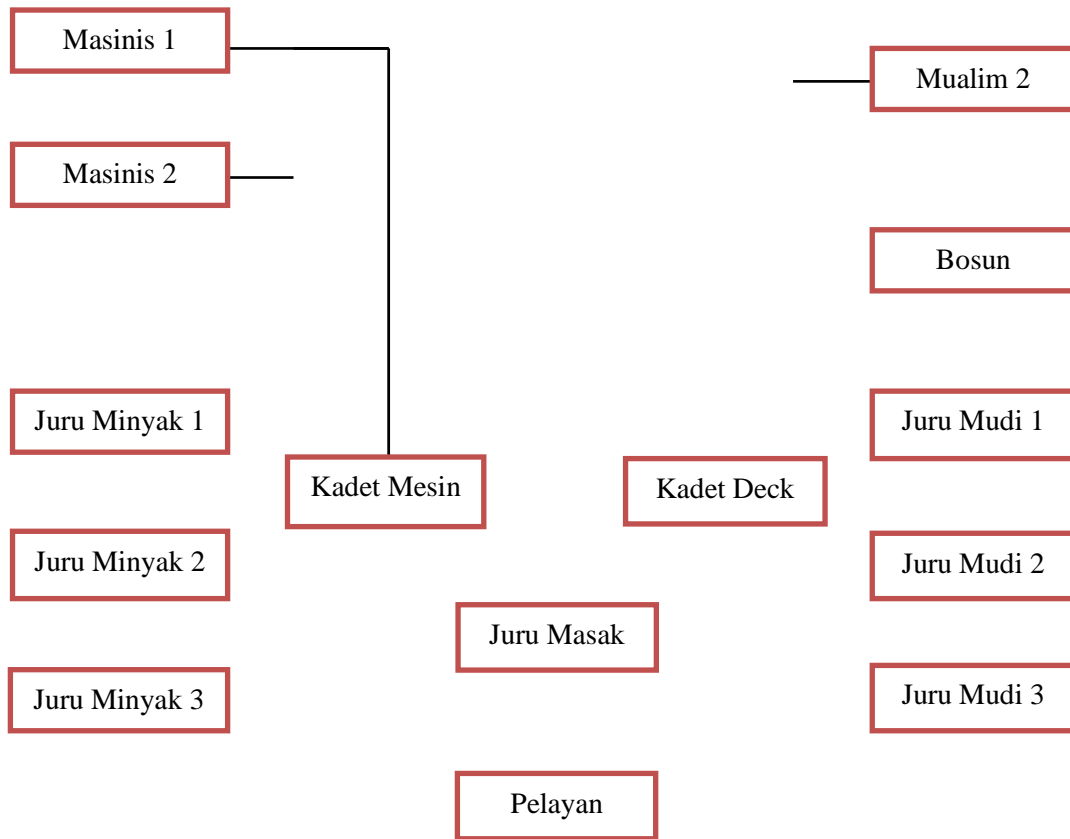 Masinis 1
Mualim 2
Masinis 2
Bosun
Juru Minyak 1
Juru Mudi 1
Kadet Mesin
Kadet Deck
Juru Minyak 2
Juru Mudi 2
Juru Masak
Juru Minyak 3
Juru Mudi 3
Pelayan